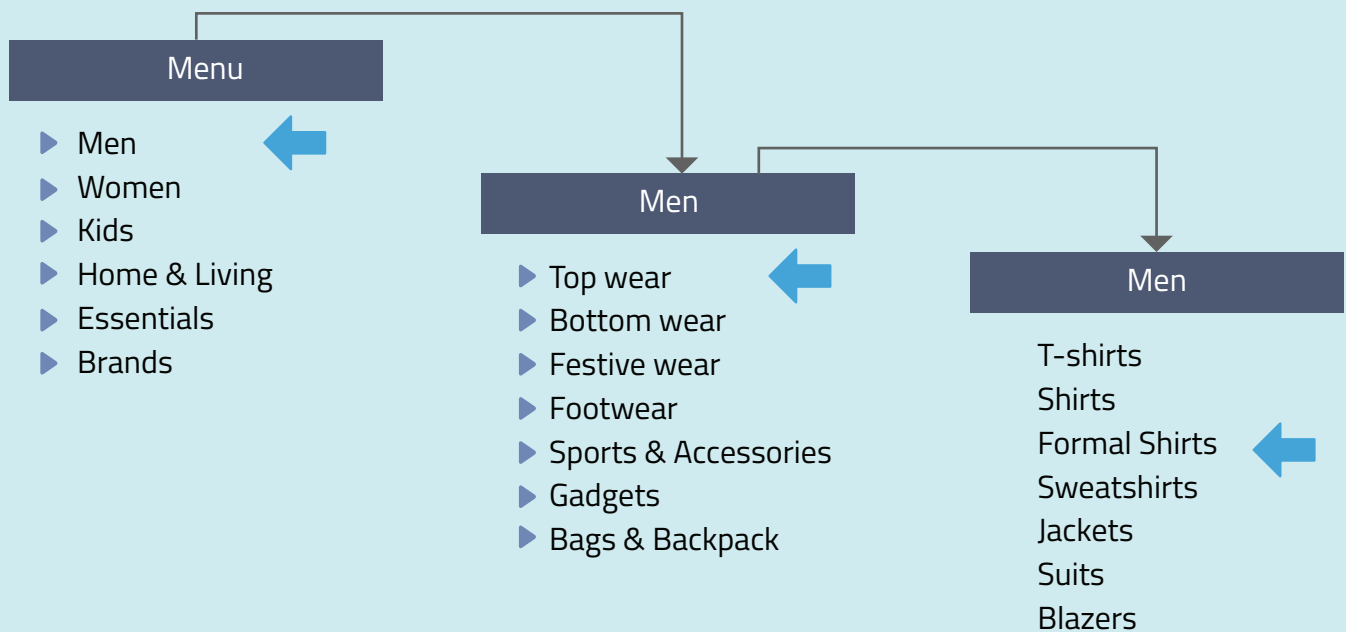 Menu
Men
Women
Kids
Home & Living
Essentials
Brands
Men
Top wear
Bottom wear
Festive wear
Footwear
Sports & Accessories
Gadgets
Bags & Backpack
Men
T-shirts
Shirts
Formal Shirts
Sweatshirts
Jackets
Suits
Blazers